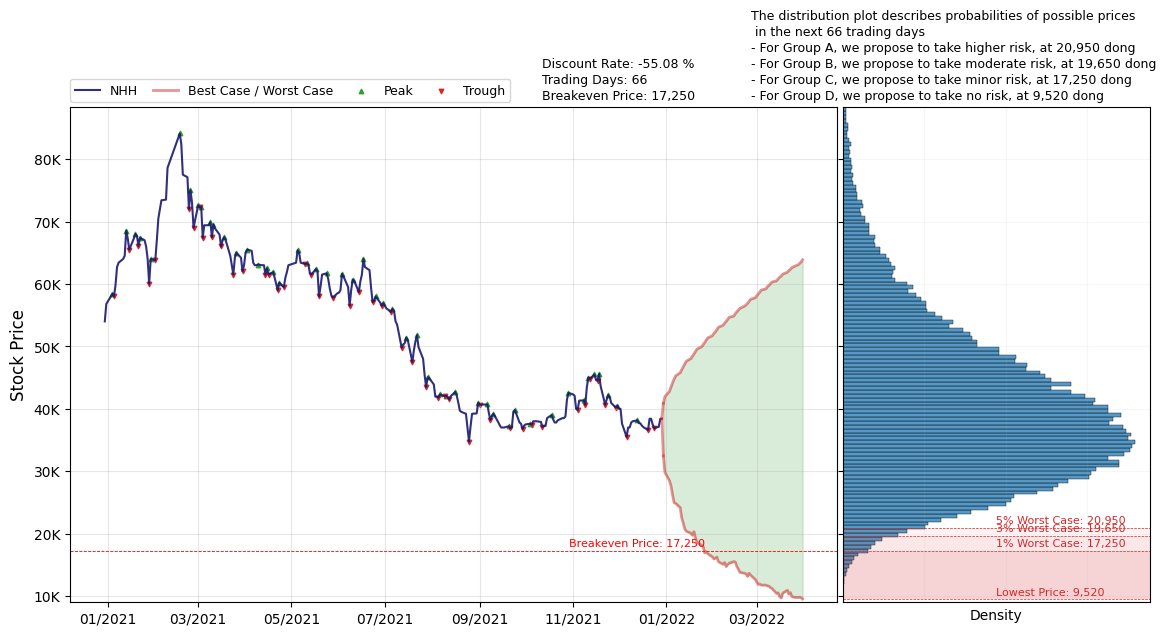 The distribution plot describes probabilities of possible prices
in the next 66 trading days
- For Group A, we propose to take higher risk, at 20,950 dong
- For Group B, we propose to take moderate risk, at 19,650 dong
- For Group C, we propose to take minor risk, at 17,250 dong
- For Group D, we propose to take no risk, at 9,520 dong
Discount Rate: -55.08 %
Trading Days: 66
Breakeven Price: 17,250
NHH
Best Case / Worst Case
Peak
Trough
Stock Price
80K
70K
60K
50K
40K
30K
20K
10K
Breakeven Price: 17,250
5% Worst Case: 20,950
3% Worst Case: 19,650
1% Worst Case: 17,250
Lowest Price: 9,520
01/2021
03/2021
05/2021
07/2021
09/2021
11/2021
01/2022
03/2022
Density